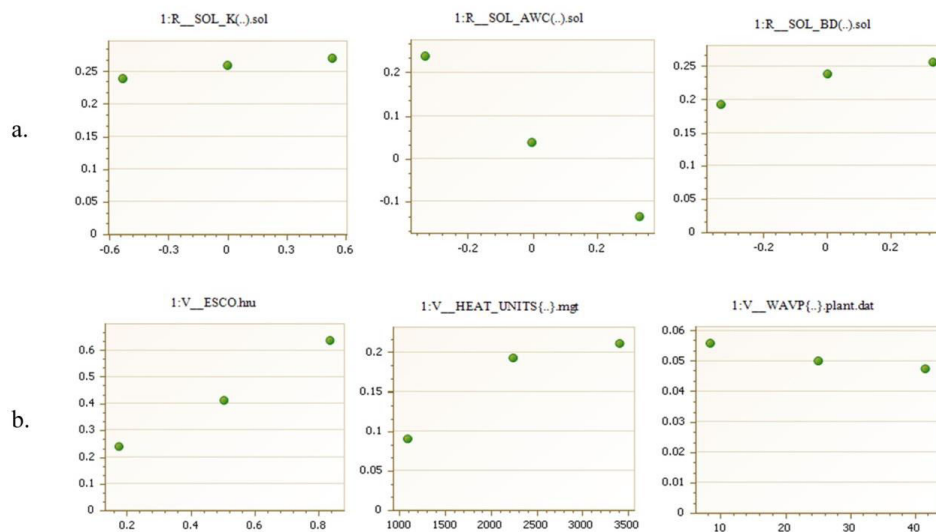 1:R__SOL_K(..).sol
0.25
0.2
0.15
0.1
0.05
0
-0.6 -0.3 0 0.3 0.6
1:R__SOL_AWC(..).sol
0.2
0.1
0
-0.1
-0.2 0 0.2
1:R__SOL_BD(..).sol
0.25
0.2
0.15
0.1
0.05
0
-0.2 0 0.2
a.
1:V__ESCO.hru
0.6
0.5
0.4
0.3
0.2
0.1
0
0.2 0.4 0.6 0.8
1:V__HEAT_UNITS{..}.mgt
0.2
0.15
0.1
0.05
0
1000 1500 2000 2500 3000 3500
1:V__WAVP{..}.plant.dat
0.06
0.05
0.04
0.03
0.02
0.01
0
10 20 30 40
b.